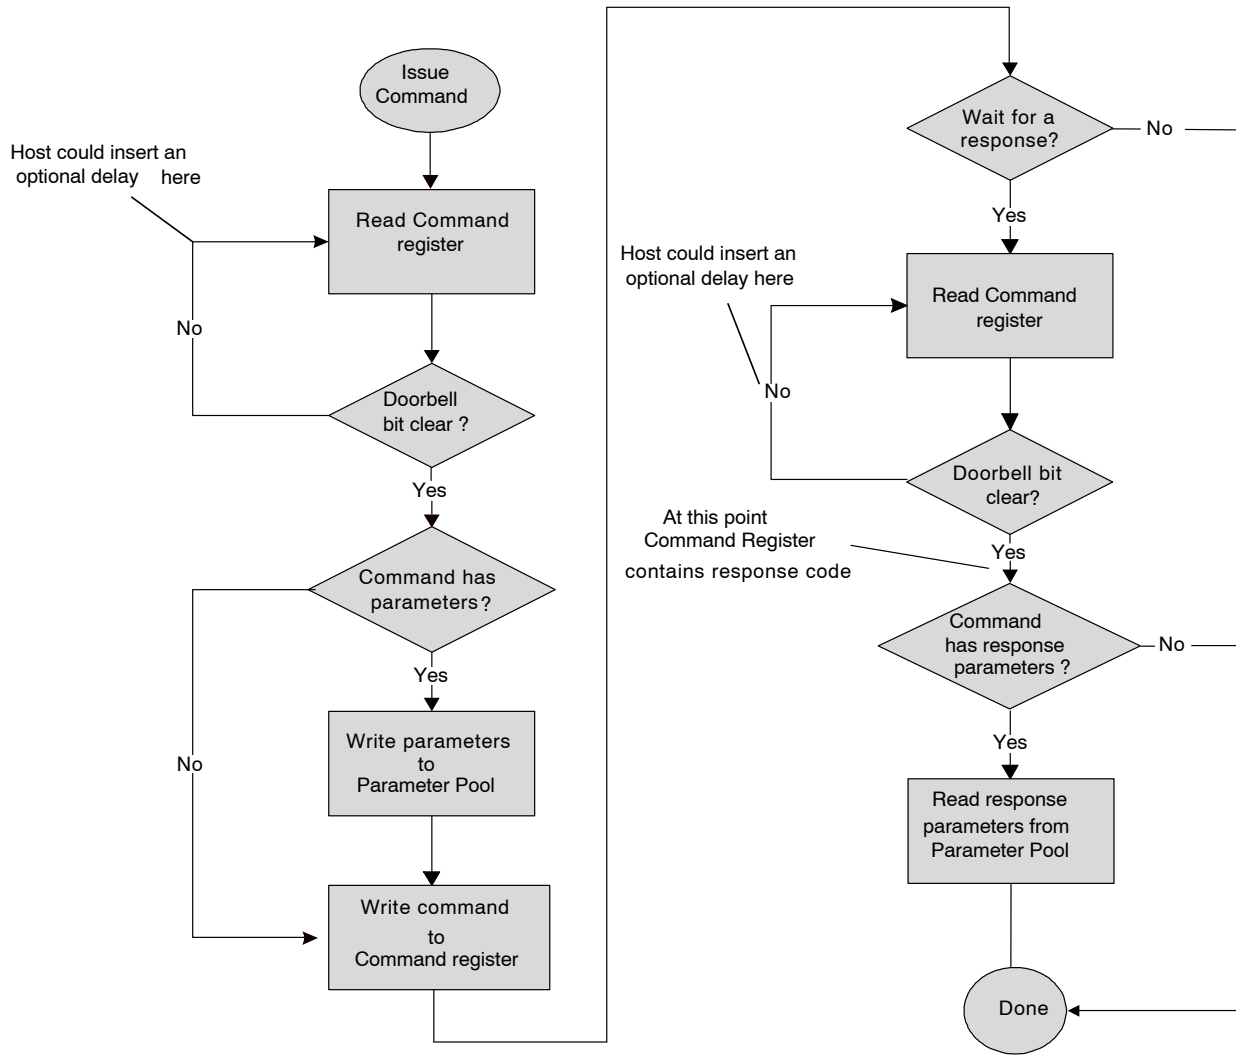 Issue
Command
Host could insert an
optional delay here
Read Command
register
No
Doorbell
bit clear ?
Yes
Command has
parameters?
Yes
No
Write parameters
to
Parameter Pool
Write command
to
Command register
Wait for a
response?
No
Yes
Host could insert an
optional delay here
Read Command
register
No
Doorbell bit
clear?
At this point
Command Register
contains response code
Yes
Command
has response
parameters ?
No
Yes
Read response
parameters from
Parameter Pool
Done